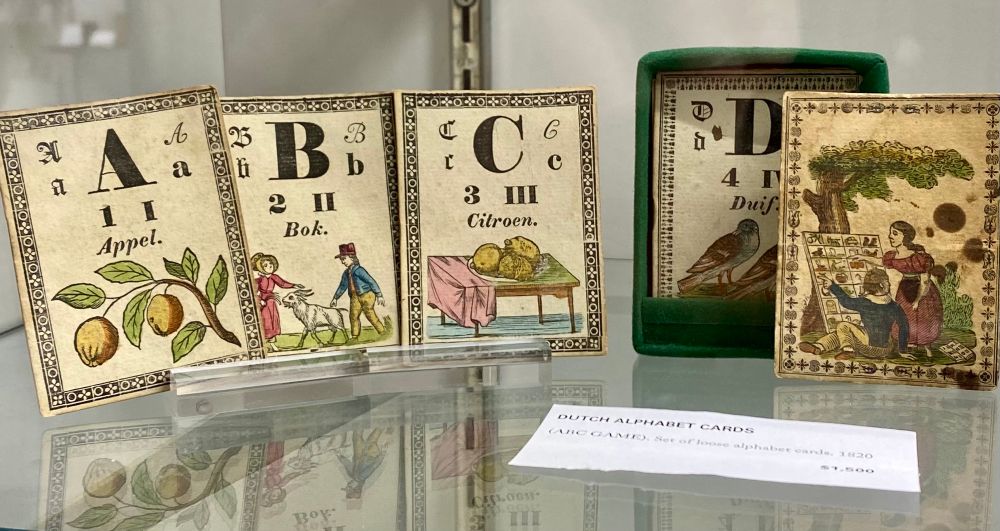 𝔄 A 𝒜
𝔞 a
1 I
Appel.
𝔅 B ℬ
𝔥 b
2 II
Bok.
ℭ C 𝒞
𝔠 c
3 III
Citroen.
𝔇 D
𝔡
4 IV
Duif.
DUTCH ALPHABET CARDS
(ABC GAME). Set of loose alphabet cards, 1820
$1,500